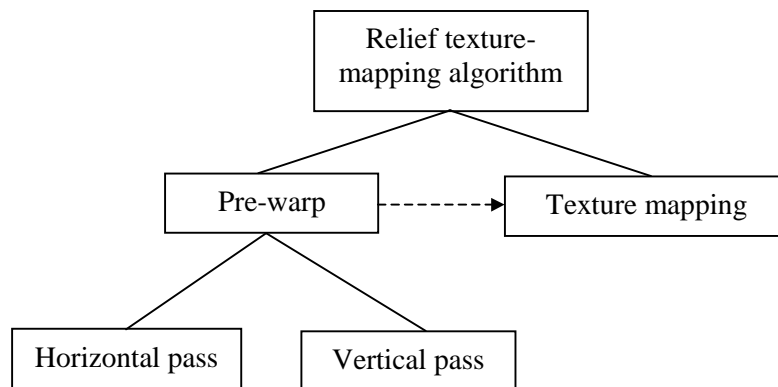 Relief texture-
mapping algorithm
Pre-warp
Texture mapping
Horizontal pass
Vertical pass